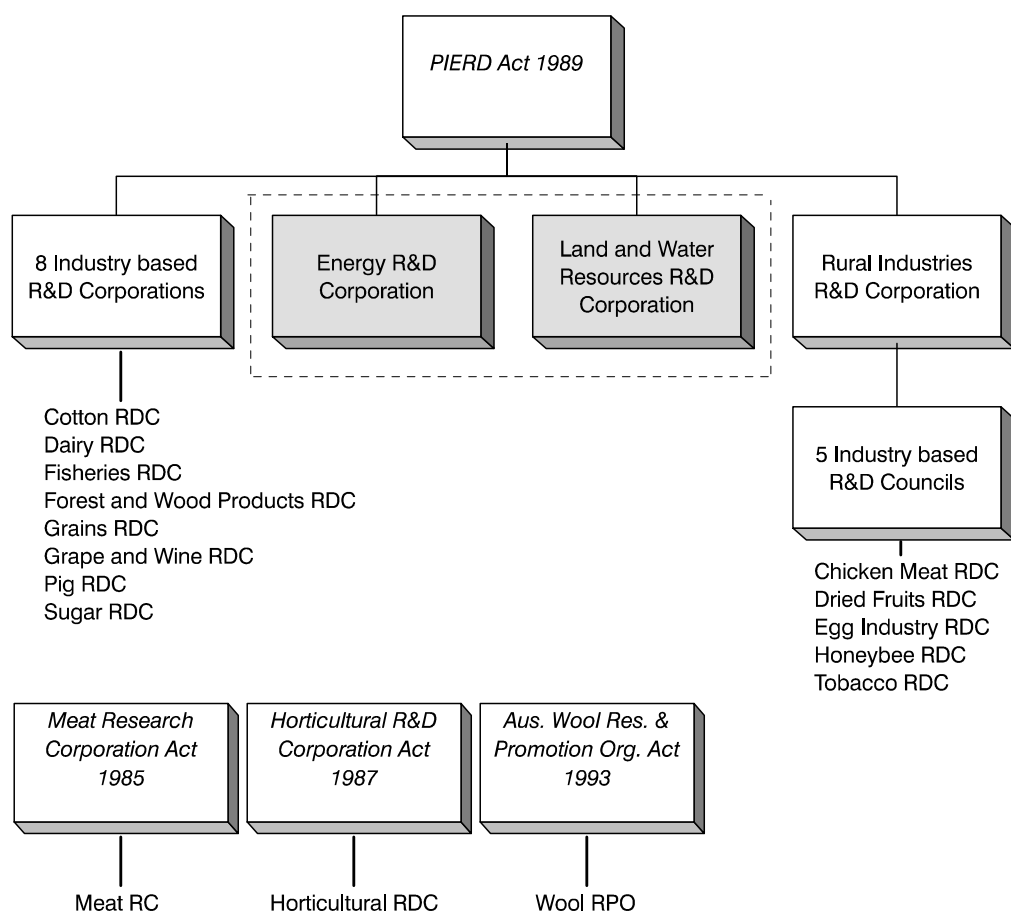 PIERD Act 1989
8 Industry based
R&D Corporations
Energy R&D
Corporation
Land and Water
Resources R&D
Corporation
Rural Industries
R&D Corporation
Cotton RDC
Dairy RDC
Fisheries RDC
Forest and Wood Products RDC
Grains RDC
Grape and Wine RDC
Pig RDC
Sugar RDC
5 Industry based
R&D Councils
Chicken Meat RDC
Dried Fruits RDC
Egg Industry RDC
Honeybee RDC
Tobacco RDC
Meat Research
Corporation Act
1985
Horticultural R&D
Corporation Act
1987
Aus. Wool Res. &
Promotion Org. Act
1993
Meat RC
Horticultural RDC
Wool RPO